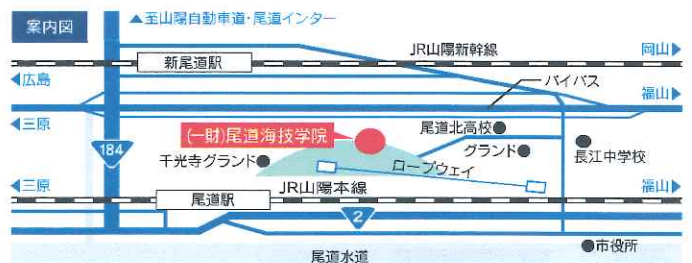 案内図
▲至山陽自動車道・尾道インター
JR山陽新幹線
岡山▶
新尾道駅
◀広島
バイパス
福山▶
◀三原
(一財)尾道海技学院
尾道北高校●
184
千光寺グランド●
グランド●
長江中学校
ロープウェイ
◀三原
JR山陽本線
福山▶
尾道駅
2
●市役所
尾道水道